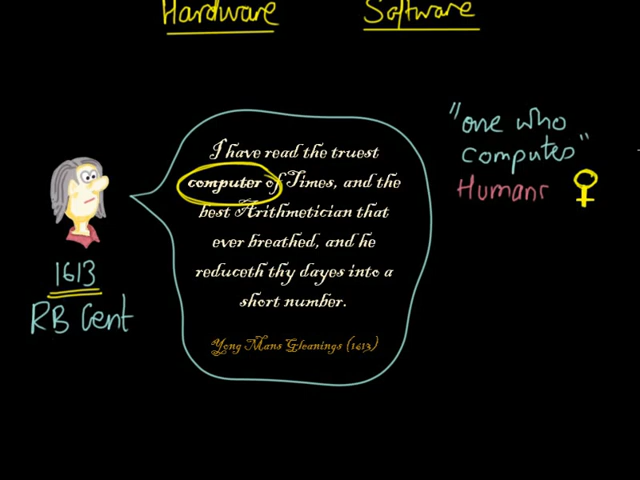 Hardware Software
I have read the truest
computer of Times, and the
best Arithmetician that
ever breathed, and he
reduceth thy dayes into a
short number.
Yong Mans Gleanings (1613)
1613
RB Gent
"one who
computes"
Humans